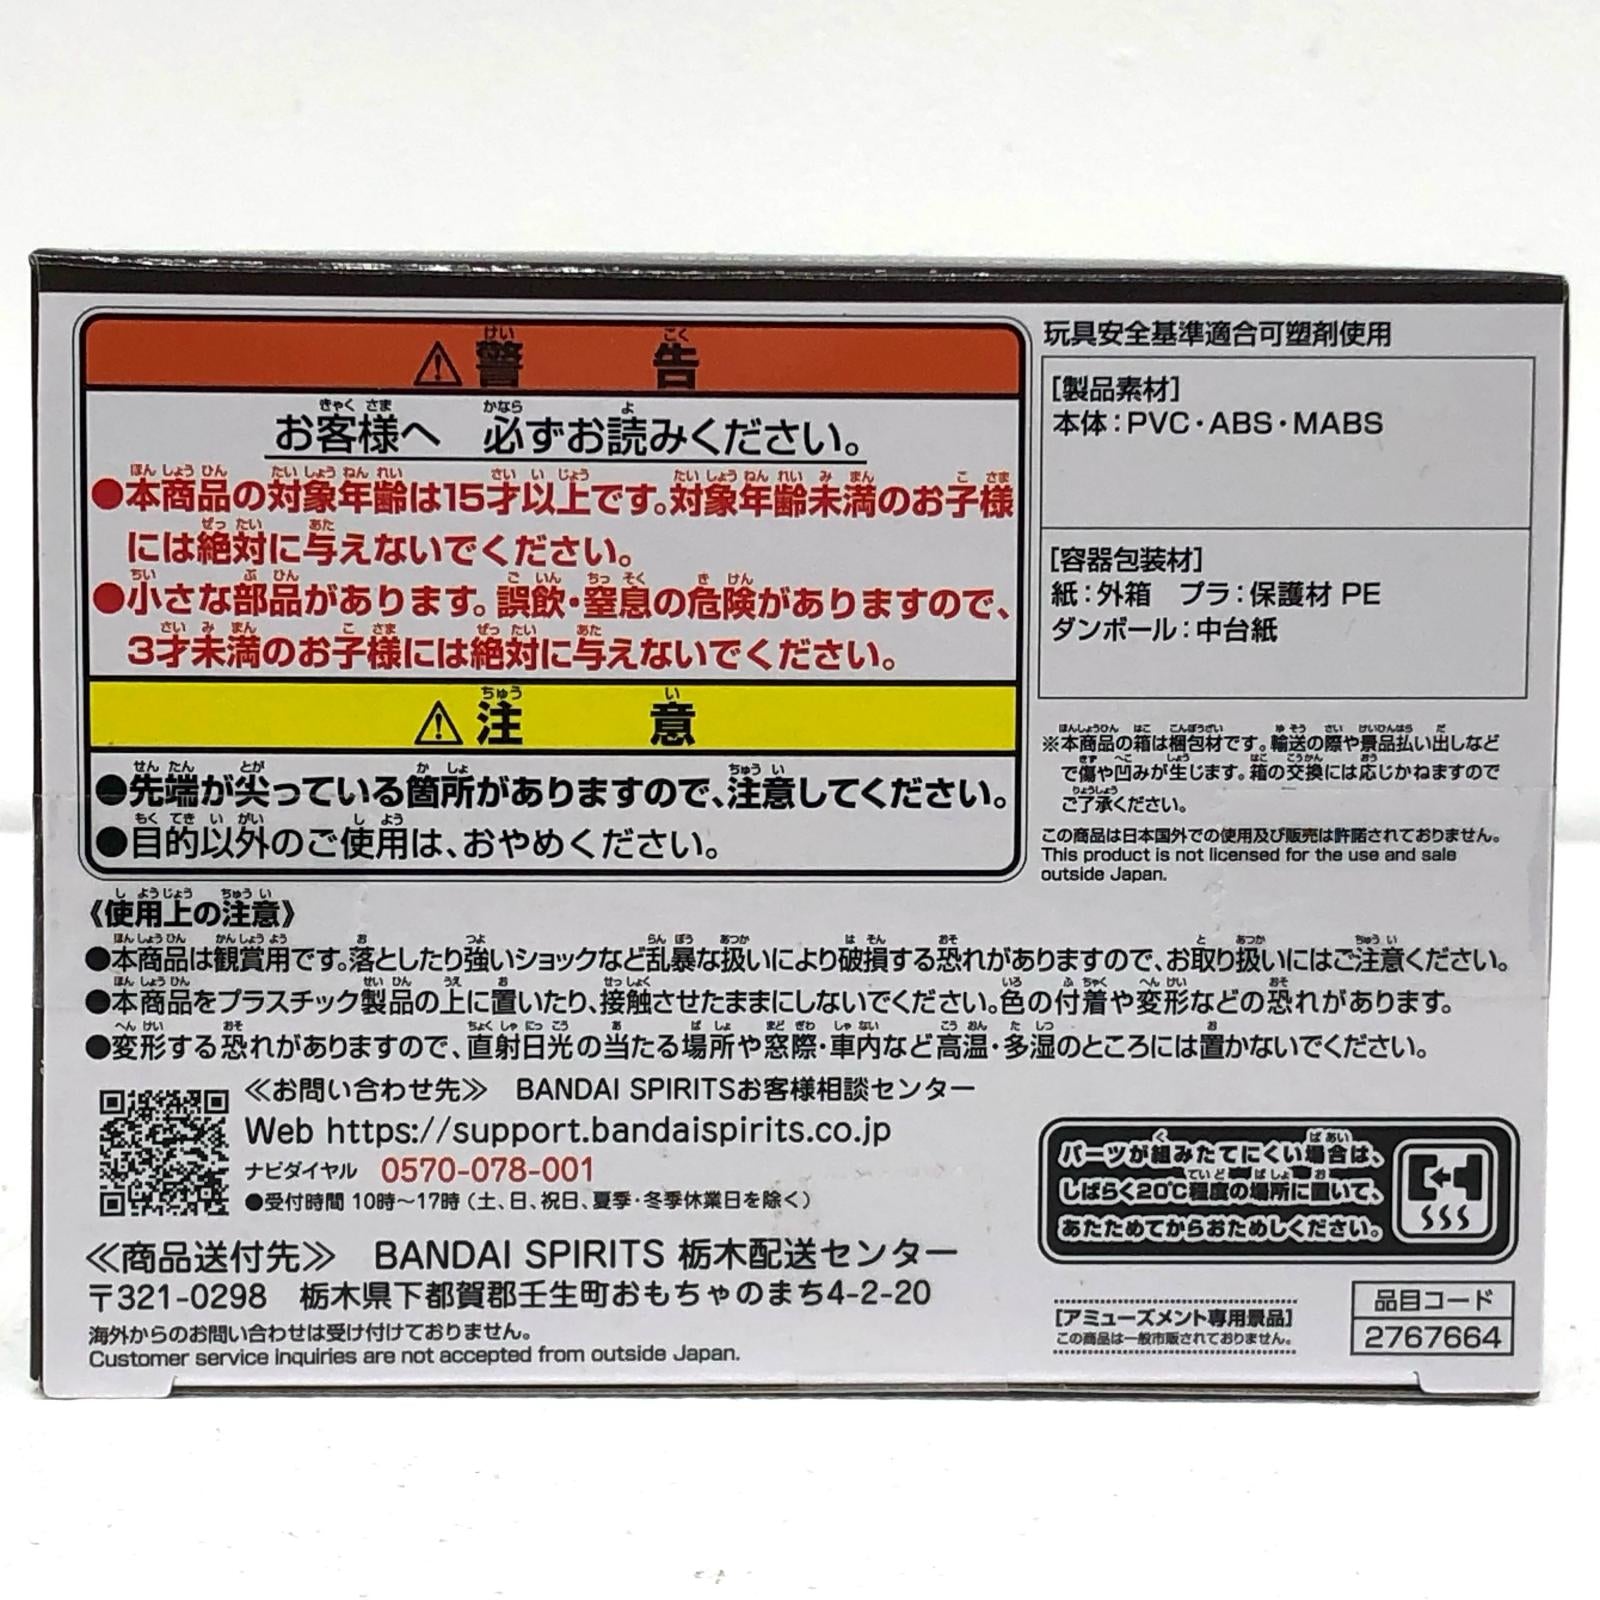 ⚠警告
お客様へ 必ずお読みください。
●本商品の対象年齢は15才以上です。対象年齢未満のお子様
には絶対に与えないでください。
●小さな部品があります。誤飲・窒息の危険がありますので、
3才未満のお子様には絶対に与えないでください。
⚠注意
●先端が尖っている箇所がありますので、注意してください。
●目的以外のご使用は、おやめください。
玩具安全基準適合可塑剤使用
[製品素材]
本体:PVC・ABS・MABS
[容器包装材]
紙:外箱 プラ:保護材 PE
ダンボール:中台紙
※本商品の箱は梱包材です。輸送の際や景品払い出しなど
で傷や凹みが生じます。箱の交換には応じかねますので
ご了承ください。
この商品は日本国外での使用及び販売は許諾されておりません。
This product is not licensed for the use and sale
outside Japan.
《使用上の注意》
●本商品は観賞用です。落としたり強いショックなど乱暴な扱いにより破損する恐れがありますので、お取り扱いにはご注意ください。
●本商品をプラスチック製品の上に置いたり、接触させたままにしないでください。色の付着や変形などの恐れがあります。
●変形する恐れがありますので、直射日光の当たる場所や窓際・車内など高温・多湿のところには置かないでください。
≪お問い合わせ先≫ BANDAI SPIRITSお客様相談センター
Web https://support.bandaispirits.co.jp
ナビダイヤル 0570-078-001
●受付時間 10時～17時 (土、日、祝日、夏季・冬季休業日を除く)
≪商品送付先≫ BANDAI SPIRITS 栃木配送センター
〒321-0298 栃木県下都賀郡壬生町おもちゃのまち4-2-20
海外からのお問い合わせは受け付けておりません。
Customer service inquiries are not accepted from outside Japan.
パーツが組みたてにくい場合は、
しばらく20℃程度の場所に置いて、
あたためてからおためしください。
[アミューズメント専用景品]
この商品は一般市販されておりません。
品目コード
2767664